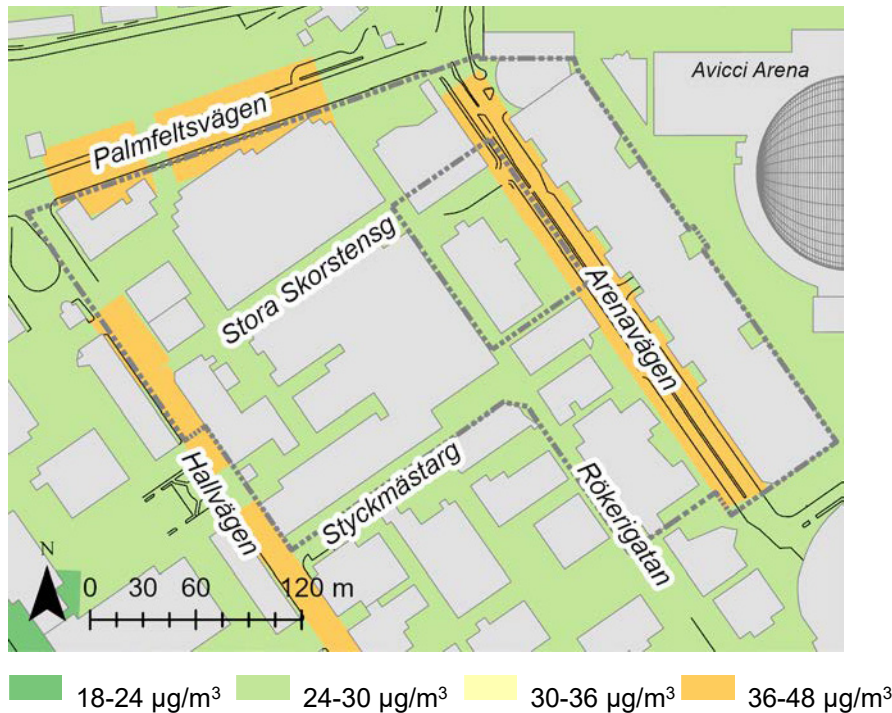 Avicci Arena
Palmfeltsvägen
Stora Skorstensg
Arenavägen
Hallvägen
Styckmästarg
Rökerigatan
N
0 30 60 120 m
18-24 µg/m³ 24-30 µg/m³ 30-36 µg/m³ 36-48 µg/m³